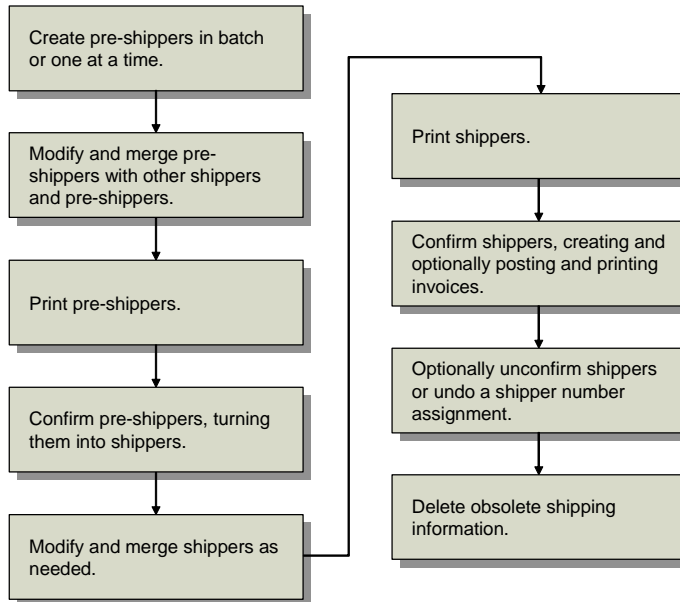 Create pre-shippers in batch
or one at a time.
Modify and merge pre-
shippers with other shippers
and pre-shippers.
Print pre-shippers.
Confirm pre-shippers, turning
them into shippers.
Modify and merge shippers as
needed.
Print shippers.
Confirm shippers, creating and
optionally posting and printing
invoices.
Optionally unconfirm shippers
or undo a shipper number
assignment.
Delete obsolete shipping
information.